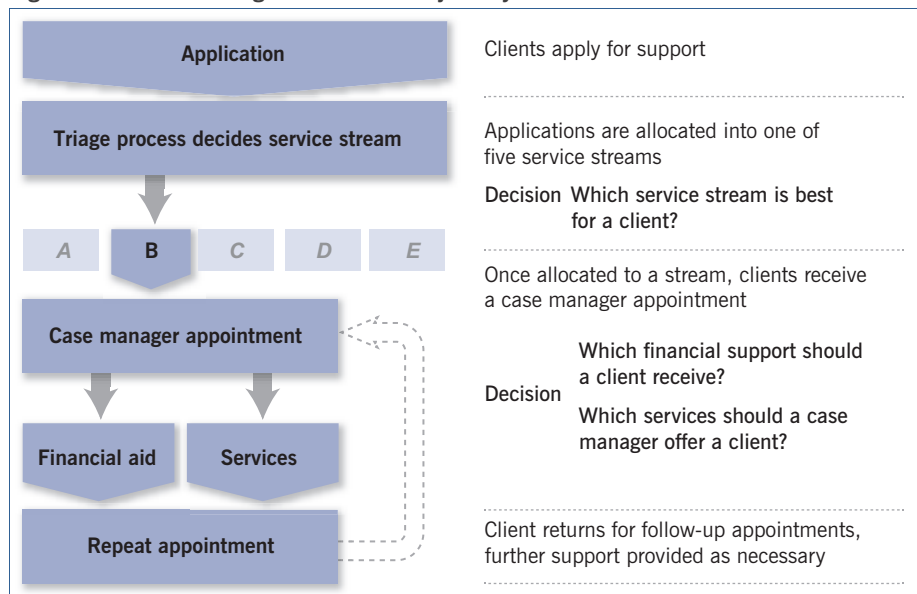 Application
Clients apply for support
Triage process decides service stream
Applications are allocated into one of
five service streams
Decision Which service stream is best
for a client?
A B C D E
Once allocated to a stream, clients receive
a case manager appointment
Case manager appointment
Which financial support should
a client receive?
Decision
Which services should a case
manager offer a client?
Financial aid
Services
Repeat appointment
Client returns for follow-up appointments,
further support provided as necessary